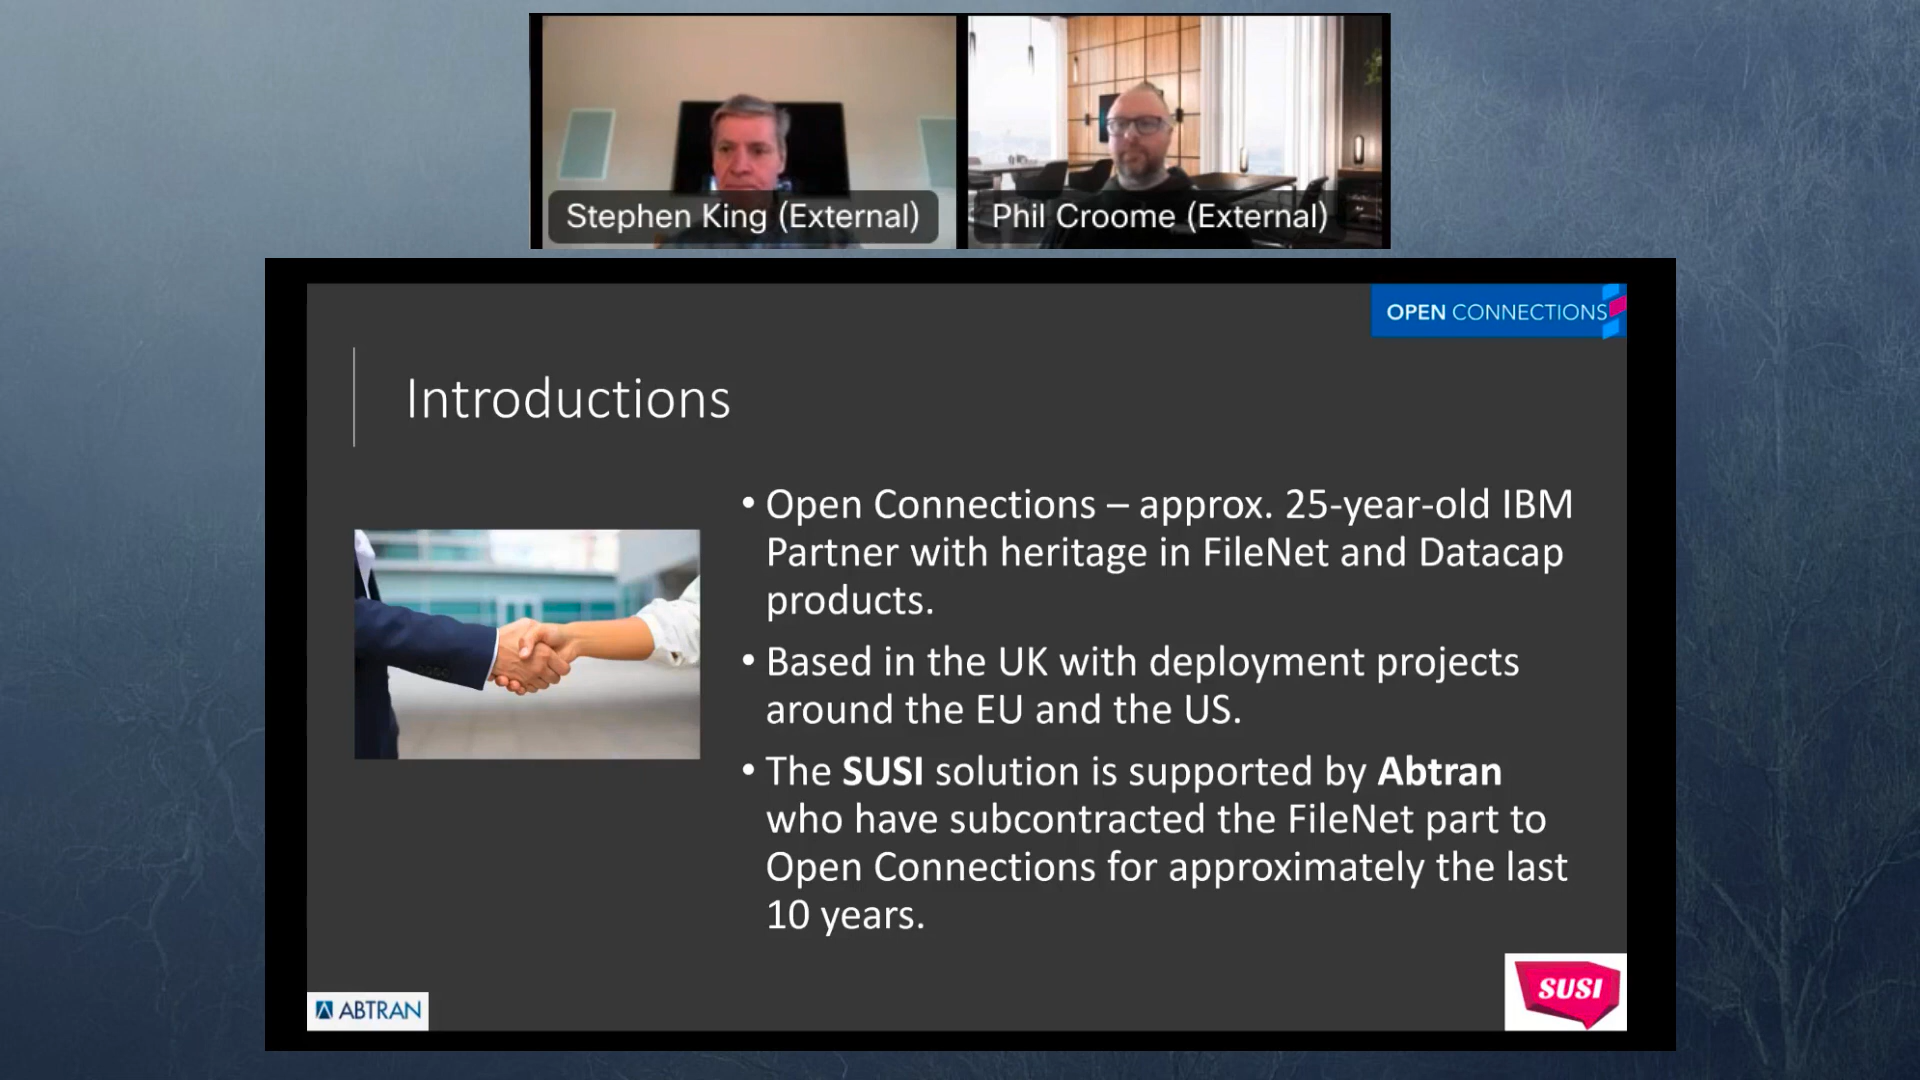 Stephen King (External)
Phil Croome (External)
OPEN CONNECTIONS
Introductions
• Open Connections – approx. 25-year-old IBM
Partner with heritage in FileNet and Datacap
products.
• Based in the UK with deployment projects
around the EU and the US.
• The SUSI solution is supported by Abtran
who have subcontracted the FileNet part to
Open Connections for approximately the last
10 years.
ABTRAN
SUSI